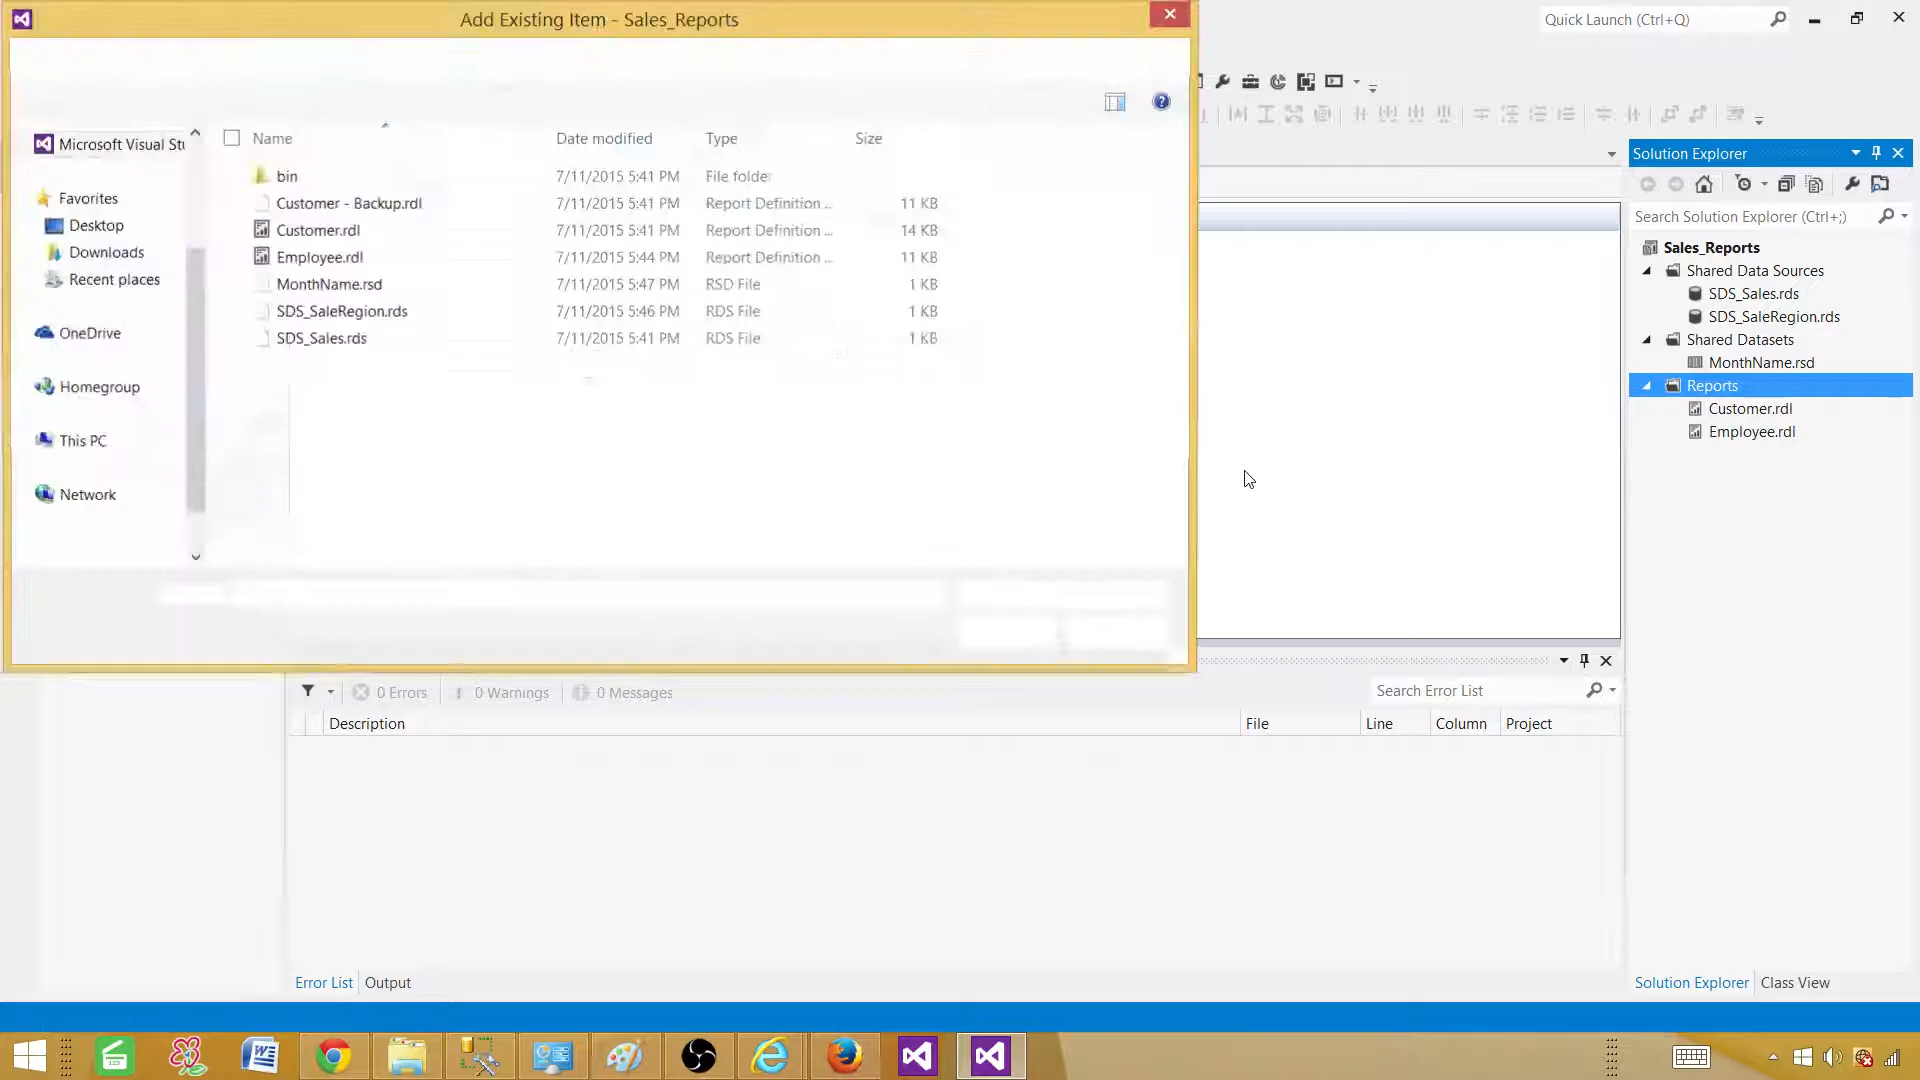 Add Existing Item - Sales_Reports
Quick Launch (Ctrl+Q)
Microsoft Visual Stu
Name Date modified Type Size
bin 7/11/2015 5:41 PM File folder
Customer - Backup.rdl 7/11/2015 5:41 PM Report Definition ... 11 KB
Customer.rdl 7/11/2015 5:41 PM Report Definition ... 14 KB
Employee.rdl 7/11/2015 5:44 PM Report Definition ... 11 KB
MonthName.rsd 7/11/2015 5:47 PM RSD File 1 KB
SDS_SaleRegion.rds 7/11/2015 5:46 PM RDS File 1 KB
SDS_Sales.rds 7/11/2015 5:41 PM RDS File 1 KB
Favorites
Desktop
Downloads
Recent places
OneDrive
Homegroup
This PC
Network
Solution Explorer
Search Solution Explorer (Ctrl+;)
Sales_Reports
Shared Data Sources
SDS_Sales.rds
SDS_SaleRegion.rds
Shared Datasets
MonthName.rsd
Reports
Customer.rdl
Employee.rdl
0 Errors 0 Warnings 0 Messages
Search Error List
Description File Line Column Project
Error List Output
Solution Explorer Class View